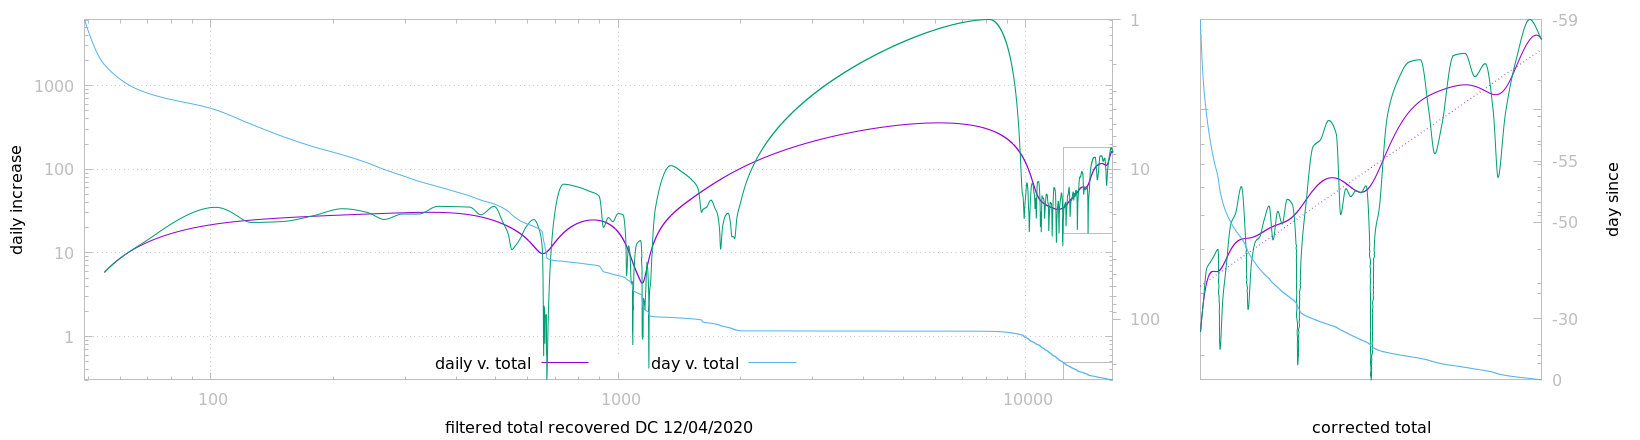 daily increase
1000
100
10
1
1
10
100
daily v. total
day v. total
100
1000
10000
filtered total recovered DC 12/04/2020
-59
-55
-50
-30
0
day since
corrected total